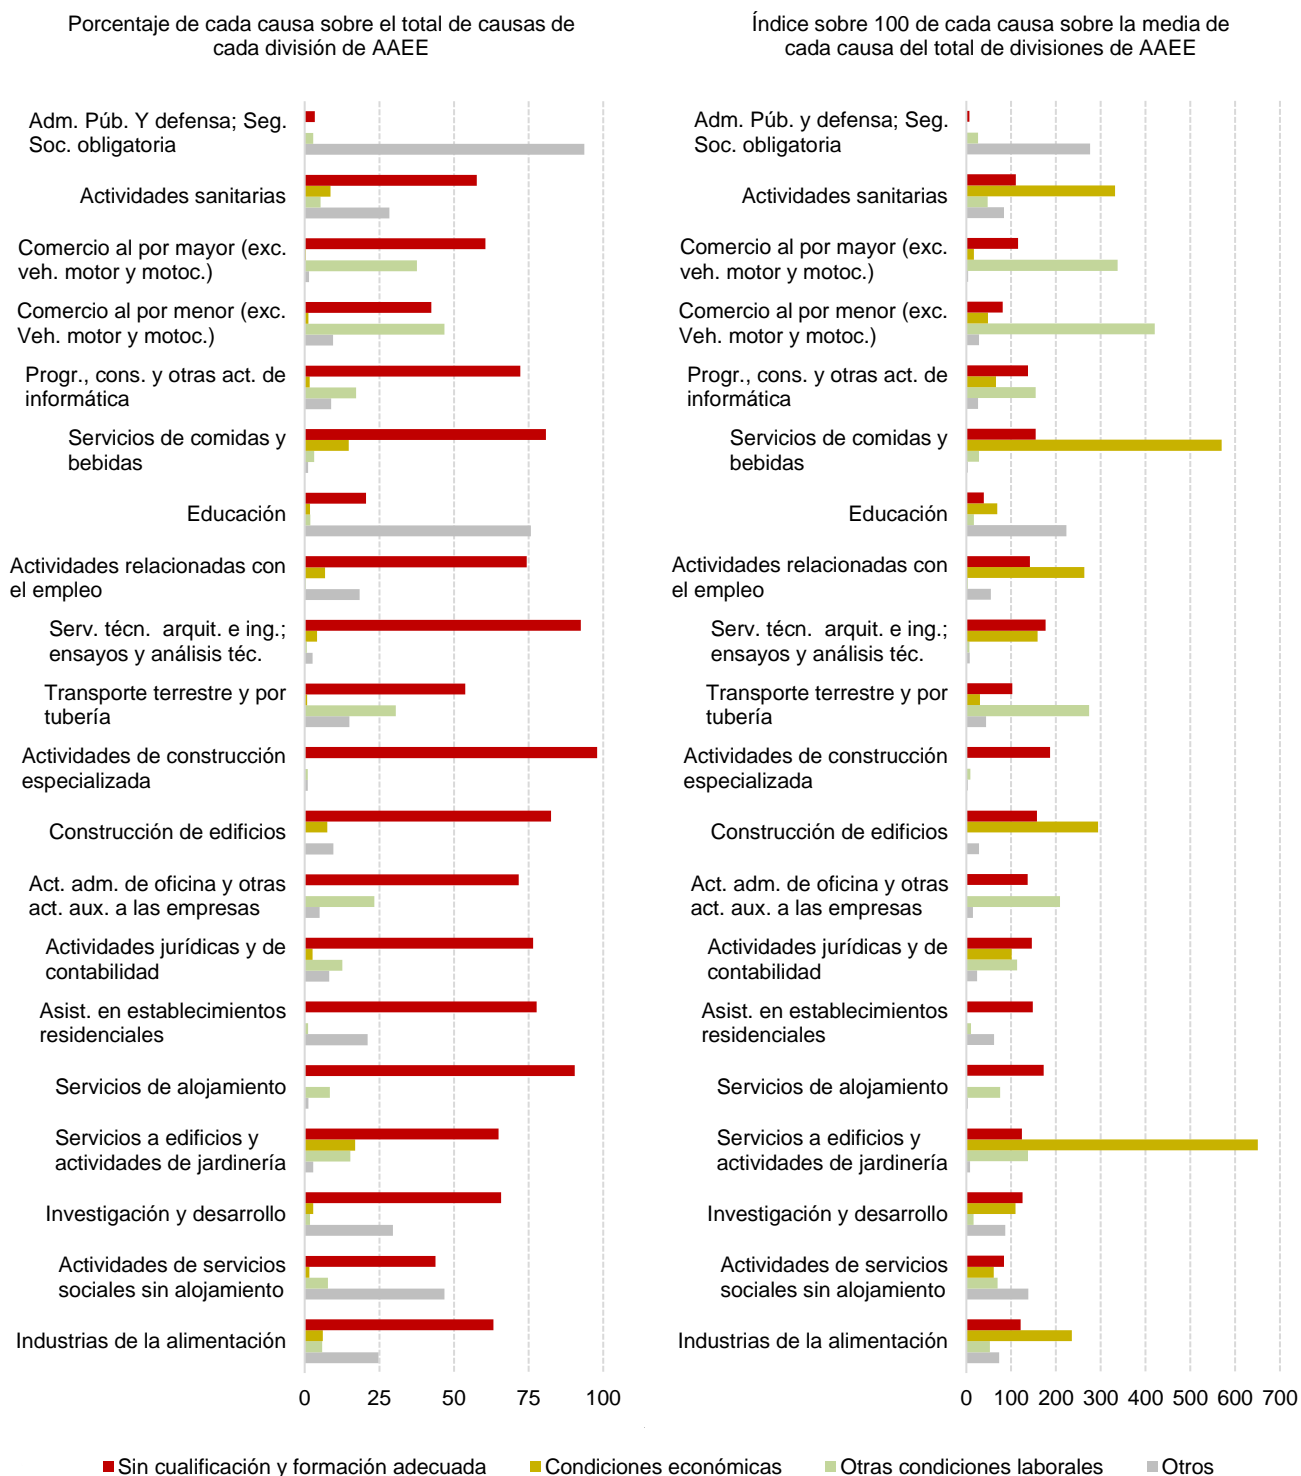 Porcentaje de cada causa sobre el total de causas de
cada división de AAEE
Adm. Púb. Y defensa; Seg.
Soc. obligatoria
Actividades sanitarias
Comercio al por mayor (exc.
veh. motor y motoc.)
Comercio al por menor (exc.
Veh. motor y motoc.)
Progr., cons. y otras act. de
informática
Servicios de comidas y
bebidas
Educación
Actividades relacionadas con
el empleo
Serv. técn. arquit. e ing.;
ensayos y análisis téc.
Transporte terrestre y por
tubería
Actividades de construcción
especializada
Construcción de edificios
Act. adm. de oficina y otras
act. aux. a las empresas
Actividades jurídicas y de
contabilidad
Asist. en establecimientos
residenciales
Servicios de alojamiento
Servicios a edificios y
actividades de jardinería
Investigación y desarrollo
Actividades de servicios
sociales sin alojamiento
Industrias de la alimentación
0 25 50 75 100
Índice sobre 100 de cada causa sobre la media de
cada causa del total de divisiones de AAEE
Adm. Púb. y defensa; Seg.
Soc. obligatoria
Actividades sanitarias
Comercio al por mayor (exc.
veh. motor y motoc.)
Comercio al por menor (exc.
Veh. motor y motoc.)
Progr., cons. y otras act. de
informática
Servicios de comidas y
bebidas
Educación
Actividades relacionadas con
el empleo
Serv. técn. arquit. e ing.;
ensayos y análisis téc.
Transporte terrestre y por
tubería
Actividades de construcción
especializada
Construcción de edificios
Act. adm. de oficina y otras
act. aux. a las empresas
Actividades jurídicas y de
contabilidad
Asist. en establecimientos
residenciales
Servicios de alojamiento
Servicios a edificios y
actividades de jardinería
Investigación y desarrollo
Actividades de servicios
sociales sin alojamiento
Industrias de la alimentación
0 100 200 300 400 500 600 700
Sin cualificación y formación adecuada Condiciones económicas Otras condiciones laborales Otros